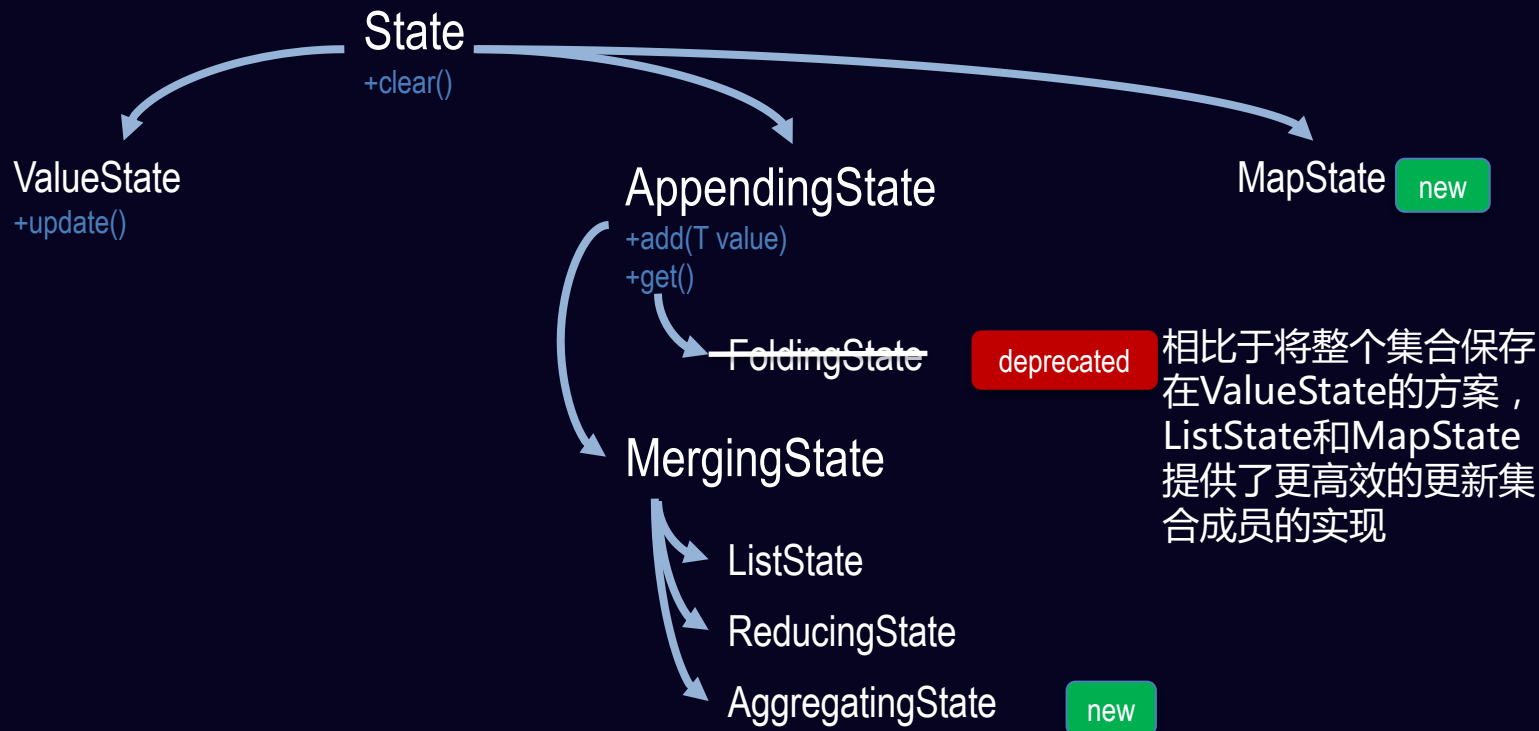 State
+clear()
ValueState
+update()
AppendingState
+add(T value)
+get()
MapState
new
FoldingState
deprecated
相比于将整个集合保存
在ValueState的方案，
ListState和MapState
提供了更高效的更新集
合成员的实现
MergingState
ListState
ReducingState
AggregatingState
new